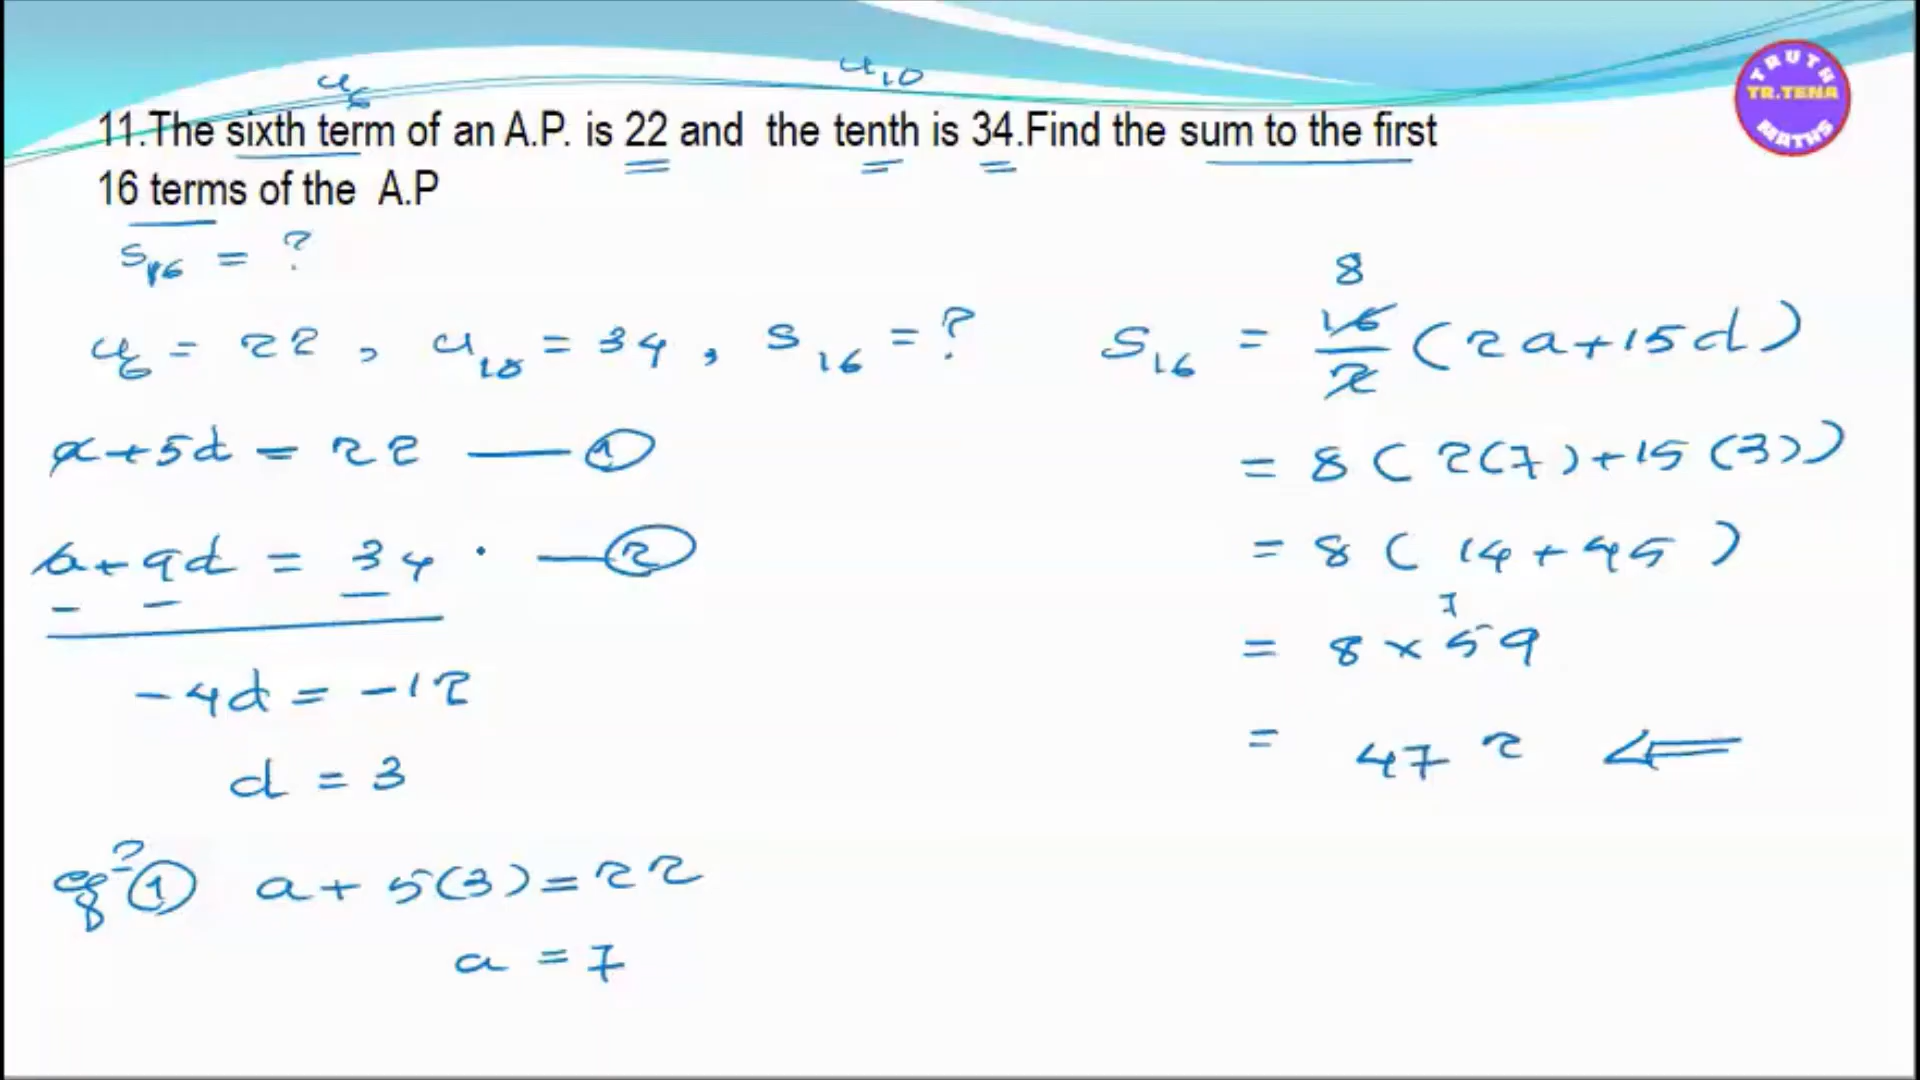 u₆ u₁₀
11.The sixth term of an A.P. is 22 and the tenth is 34.Find the sum to the first
16 terms of the A.P
S₁₆ = ?
u₆ = 22 , u₁₀ = 34 , S₁₆ = ?
a+5d = 22 — ①
a+9d = 34 . — ②
- - -
-4d = -12
d = 3
eqⁿ ① a + 5(3) = 22
a = 7
8
S₁₆ = 16/2 (2a+15d)
= 8 ( 2(7)+15(3))
= 8 ( 14+45 )
7
= 8 × 59
= 472 ⇐
TRUTH
TR.TENA
MATHS